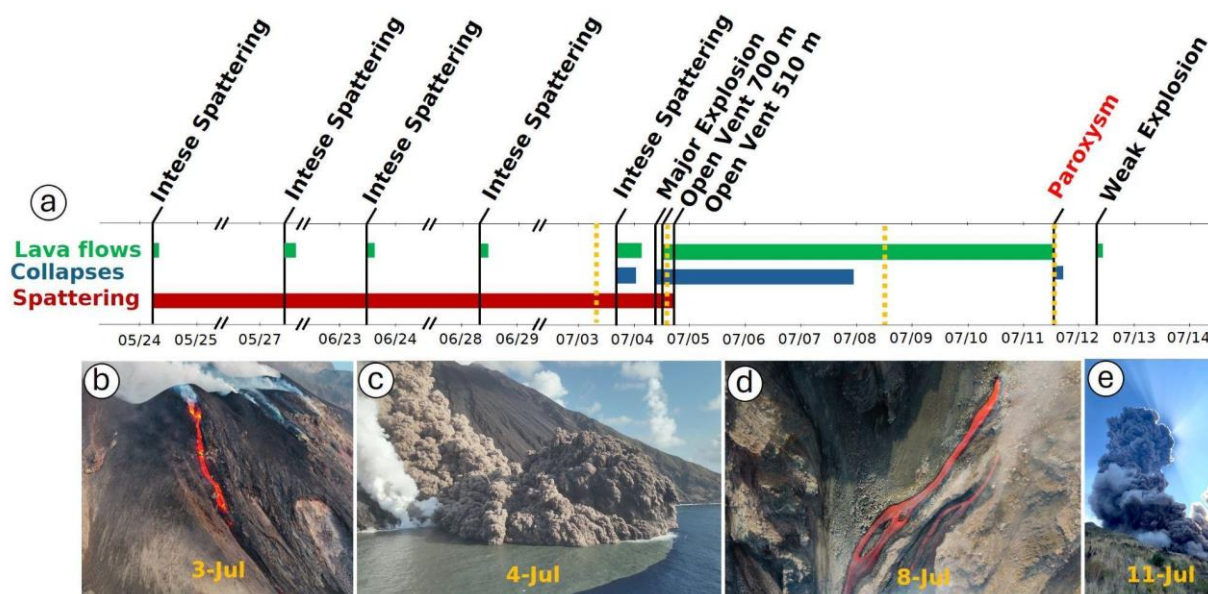 Intese Spattering
Intese Spattering
Intese Spattering
Intese Spattering
Intese Spattering
Major Explosion
Open Vent 700 m
Open Vent 510 m
Paroxysm
Weak Explosion
a
Lava flows
Collapses
Spattering
05/24 05/25 05/27 06/23 06/24 06/28 06/29 07/03 07/04 07/05 07/06 07/07 07/08 07/09 07/10 07/11 07/12 07/14
b
3-Jul
c
4-Jul
d
8-Jul
e
11-Jul